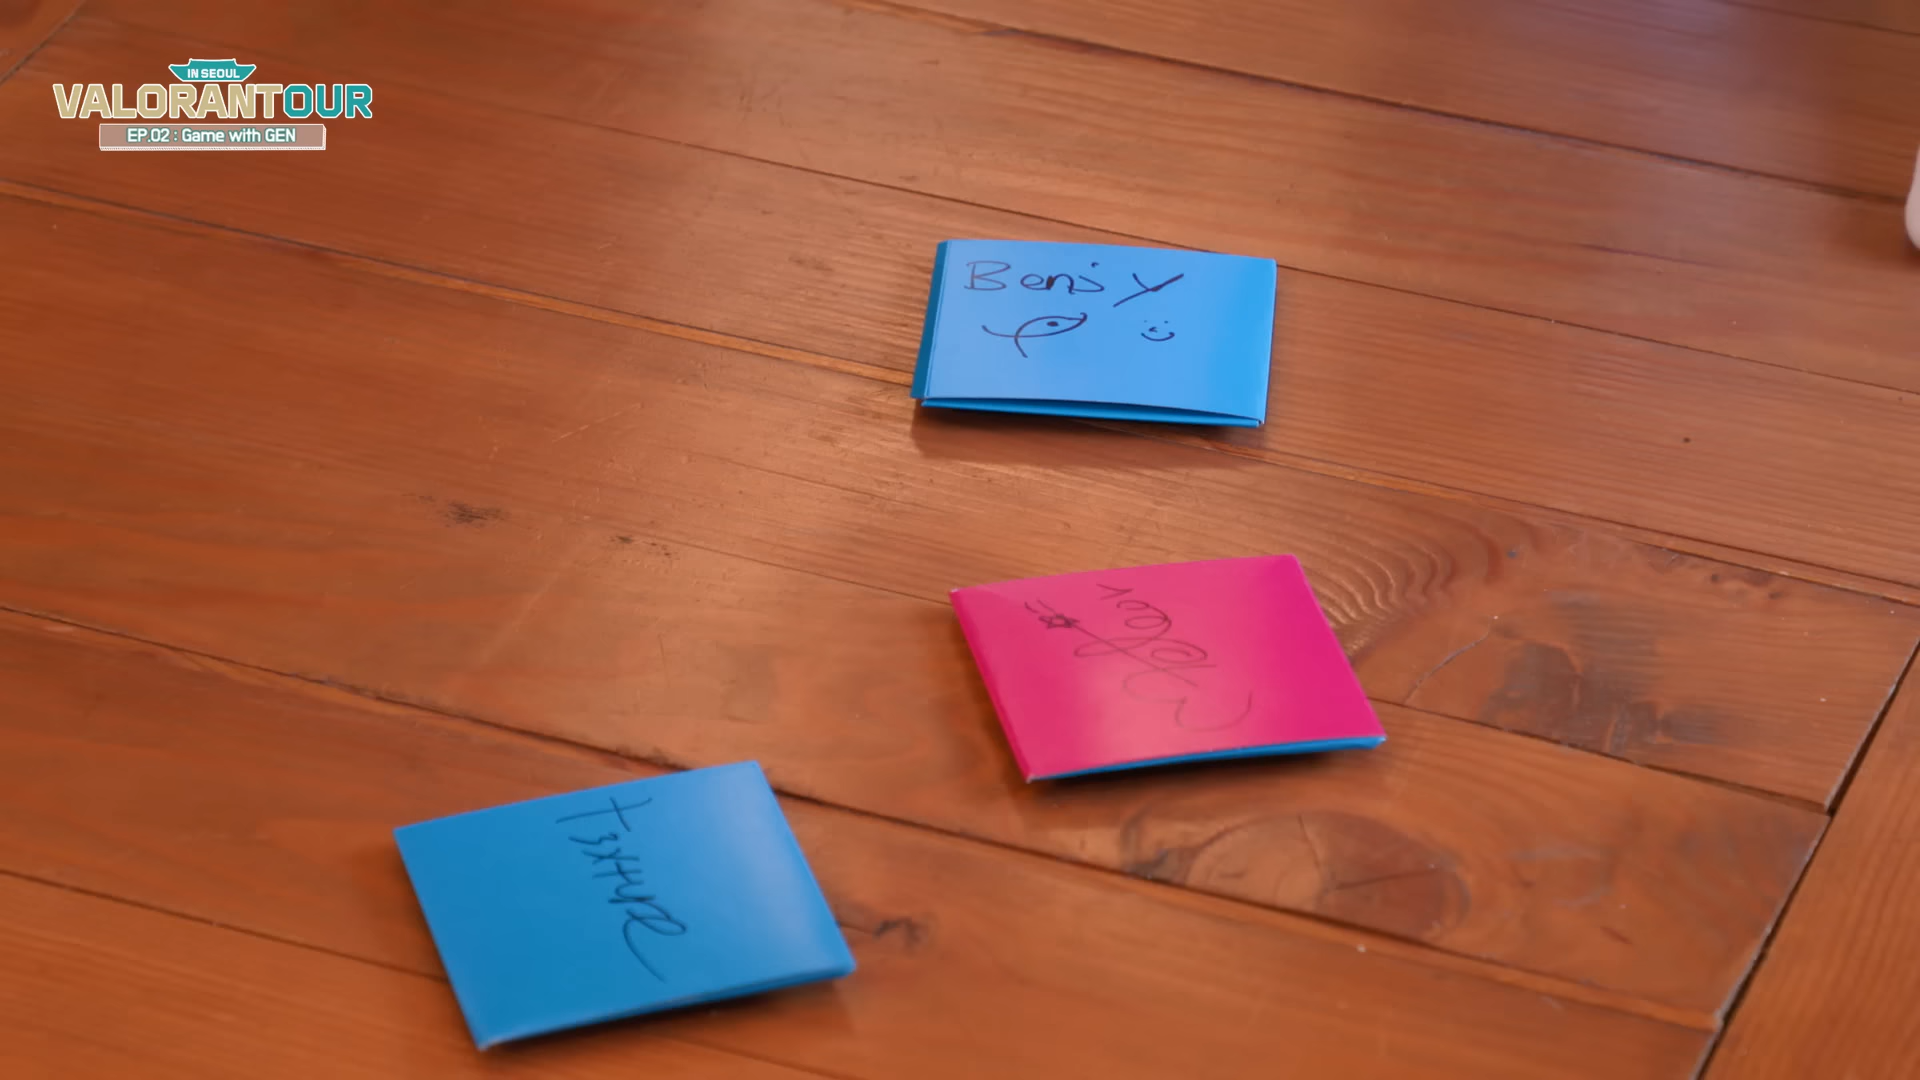 IN SEOUL
VALORANTOUR
EP.02 : Game with GEN
Benjy
t3xture